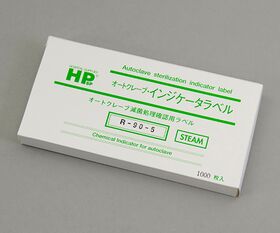 Autoclave sterilization indicator label
HP SP
オートクレーブ・インジケータラベル
オートクレーブ滅菌処理確認用ラベル
R-90-5
STEAM
Chemical Indicator for autoclave
1000 枚入